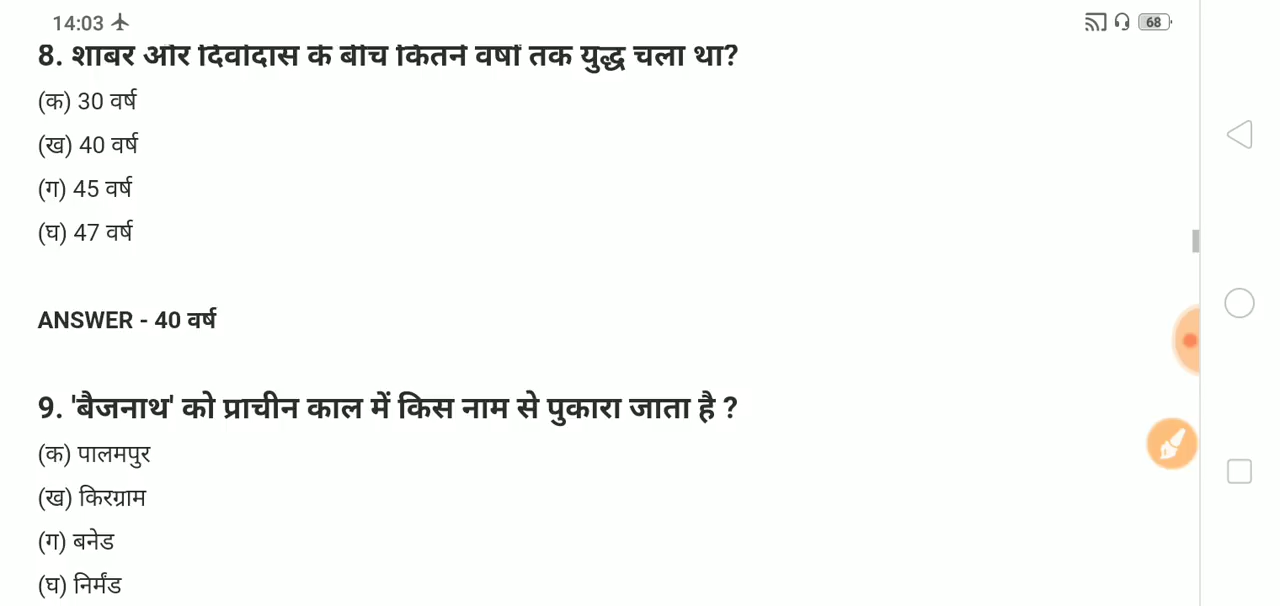 14:03
68
8. शाबर और दिवोदास के बीच कितने वर्षों तक युद्ध चला था?
(क) 30 वर्ष
(ख) 40 वर्ष
(ग) 45 वर्ष
(घ) 47 वर्ष
ANSWER - 40 वर्ष
9. 'बैजनाथ' को प्राचीन काल में किस नाम से पुकारा जाता है ?
(क) पालमपुर
(ख) किरग्राम
(ग) बनेड
(घ) निर्मंड